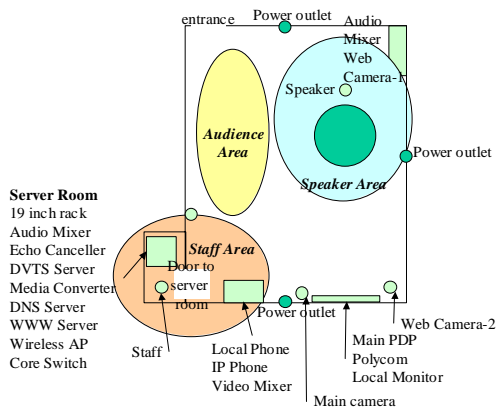 entrance
Power outlet
Audio
Mixer
Web
Camera-1
Speaker
Audience
Area
Speaker Area
Power outlet
Server Room
19 inch rack
Audio Mixer
Echo Canceller
DVTS Server
Media Converter
DNS Server
WWW Server
Wireless AP
Core Switch
Staff Area
Door to
server
room
Staff
Power outlet
Local Phone
IP Phone
Video Mixer
Web Camera-2
Main PDP
Polycom
Local Monitor
Main camera